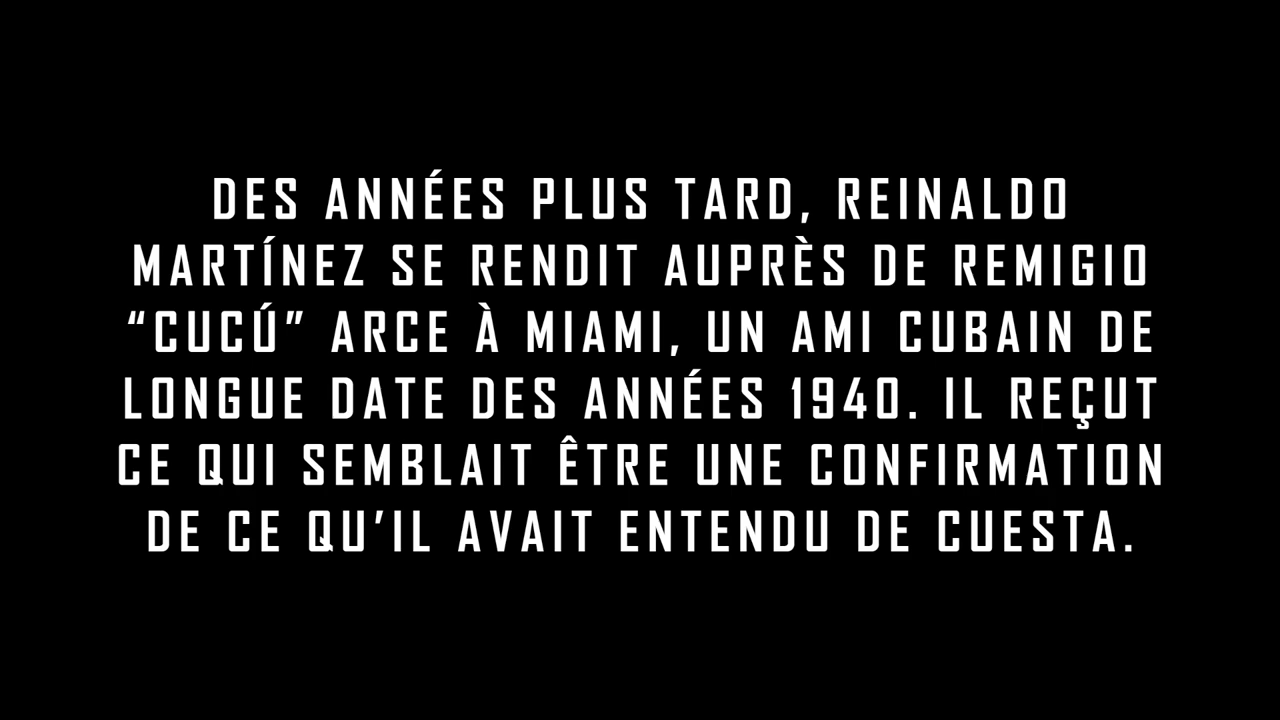 DES ANNÉES PLUS TARD, REINALDO
MARTÍNEZ SE RENDIT AUPRÈS DE REMIGIO
“CUCÚ” ARCE À MIAMI, UN AMI CUBAIN DE
LONGUE DATE DES ANNÉES 1940. IL REÇUT
CE QUI SEMBLAIT ÊTRE UNE CONFIRMATION
DE CE QU’IL AVAIT ENTENDU DE CUESTA.